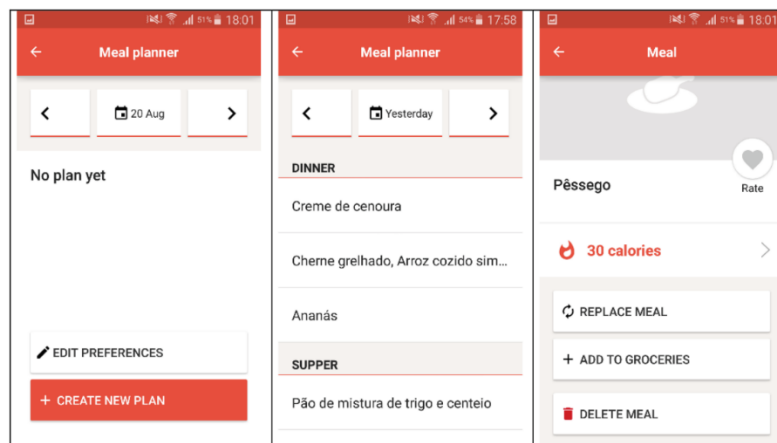 51% 18:01
Meal planner
20 Aug
No plan yet
EDIT PREFERENCES
+ CREATE NEW PLAN
54% 17:58
Meal planner
Yesterday
DINNER
Creme de cenoura
Cherne grelhado, Arroz cozido sim...
Ananás
SUPPER
Pão de mistura de trigo e centeio
51% 18:01
Meal
Pêssego
Rate
30 calories
REPLACE MEAL
+ ADD TO GROCERIES
DELETE MEAL